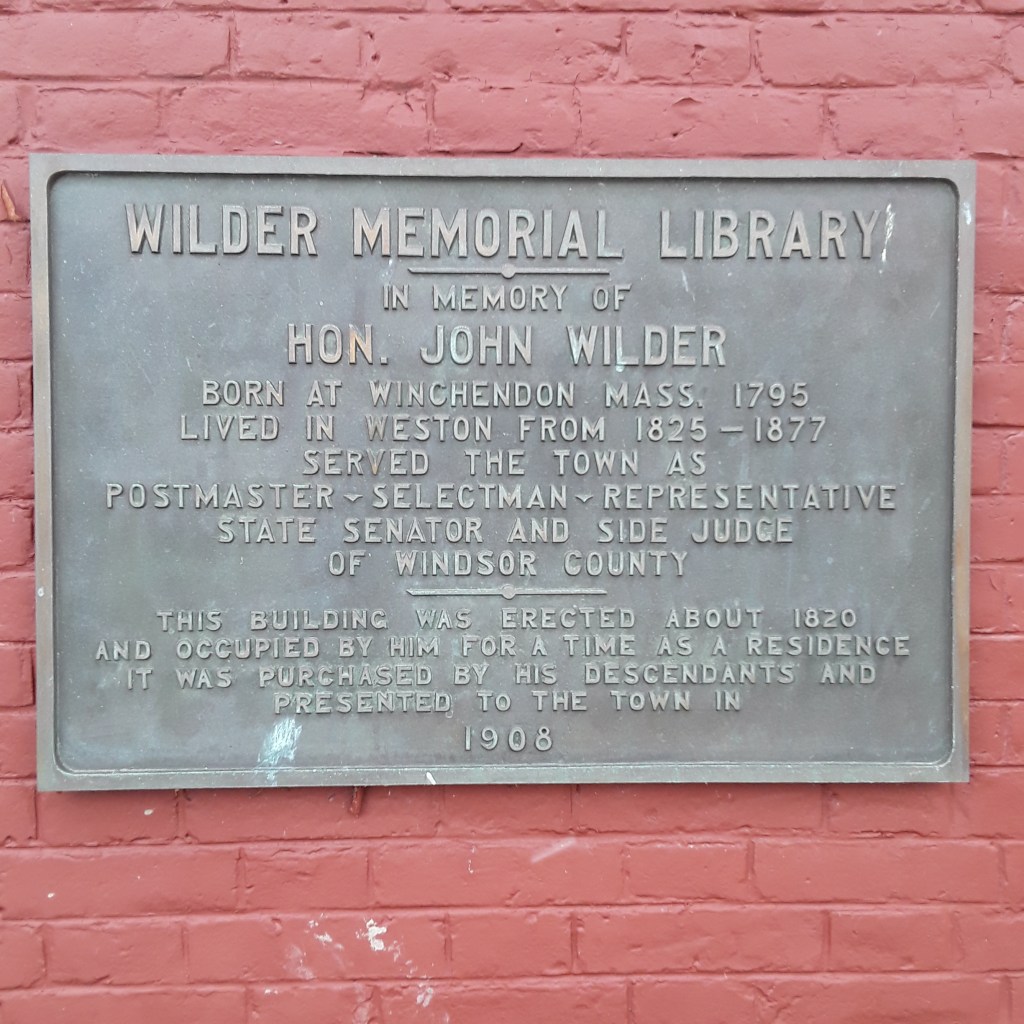 WILDER MEMORIAL LIBRARY
IN MEMORY OF
HON. JOHN WILDER
BORN AT WINCHENDON MASS. 1795
LIVED IN WESTON FROM 1825 – 1877
SERVED THE TOWN AS
POSTMASTER - SELECTMAN - REPRESENTATIVE
STATE SENATOR AND SIDE JUDGE
OF WINDSOR COUNTY
THIS BUILDING WAS ERECTED ABOUT 1820
AND OCCUPIED BY HIM FOR A TIME AS A RESIDENCE
IT WAS PURCHASED BY HIS DESCENDANTS AND
PRESENTED TO THE TOWN IN
1908